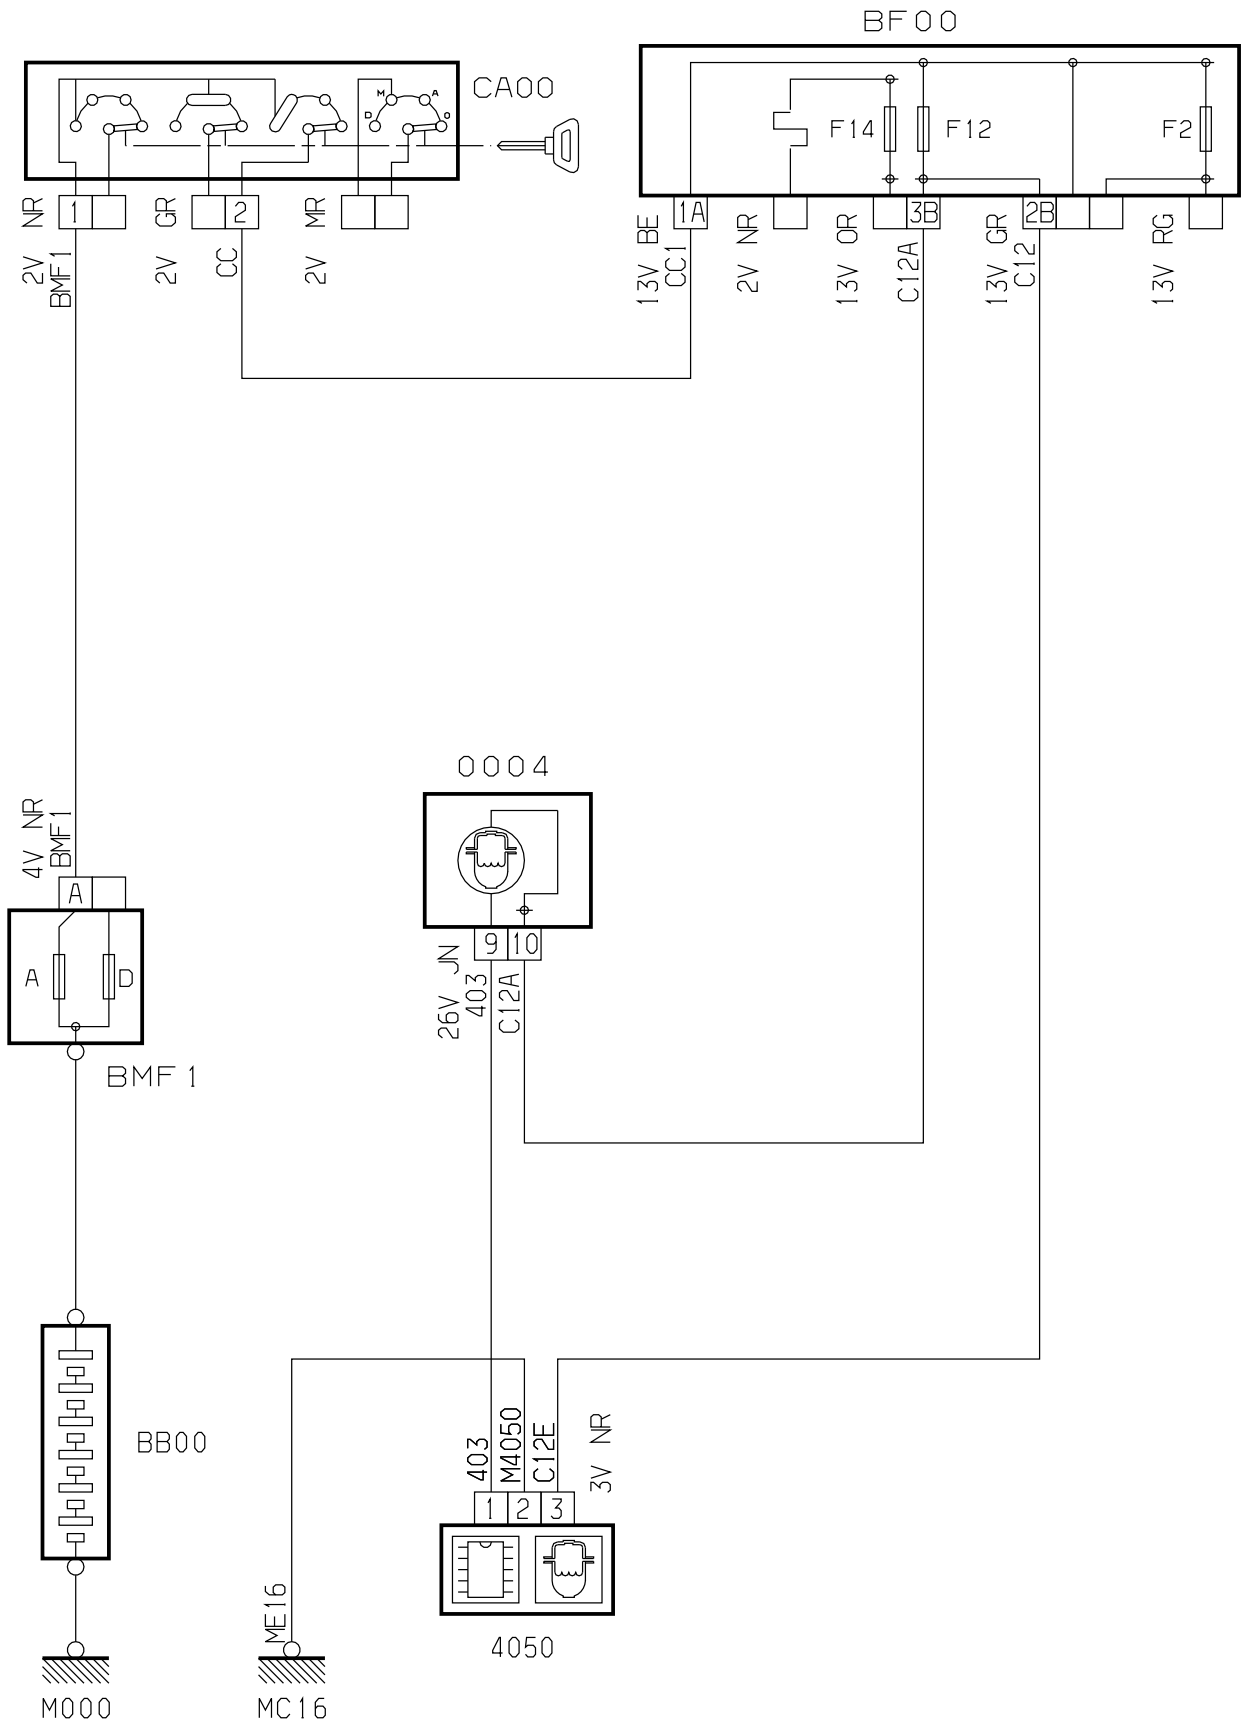 BF00
CA00
M
A
D
O
F14
F12
F2
2V NR
1
2V GR
2
2V MR
BMF1
CC
13V BE
1A
CC1
2V NR
13V OR
3B
C12A
13V GR
2B
C12
13V RG
0004
4V NR
BMF1
A
A
D
BMF1
9
10
26V JN
403
C12A
BB00
403
M4050
C12E
3V NR
1
2
3
ME16
4050
M000
MC16